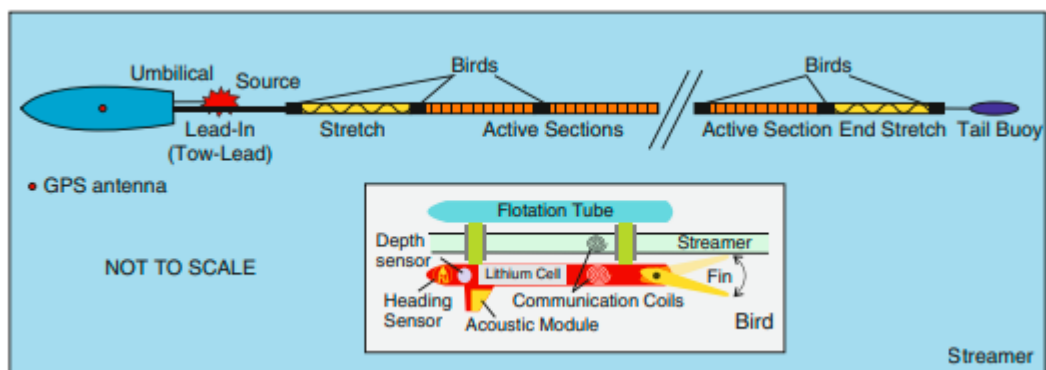 Umbilical
Source
Birds
Birds
Lead-In
(Tow-Lead)
Stretch
Active Sections
Active Section
End Stretch
Tail Buoy
GPS antenna
NOT TO SCALE
Flotation Tube
Depth
sensor
Streamer
Lithium Cell
Fin
Heading
Sensor
Communication Coils
Acoustic Module
Bird
Streamer